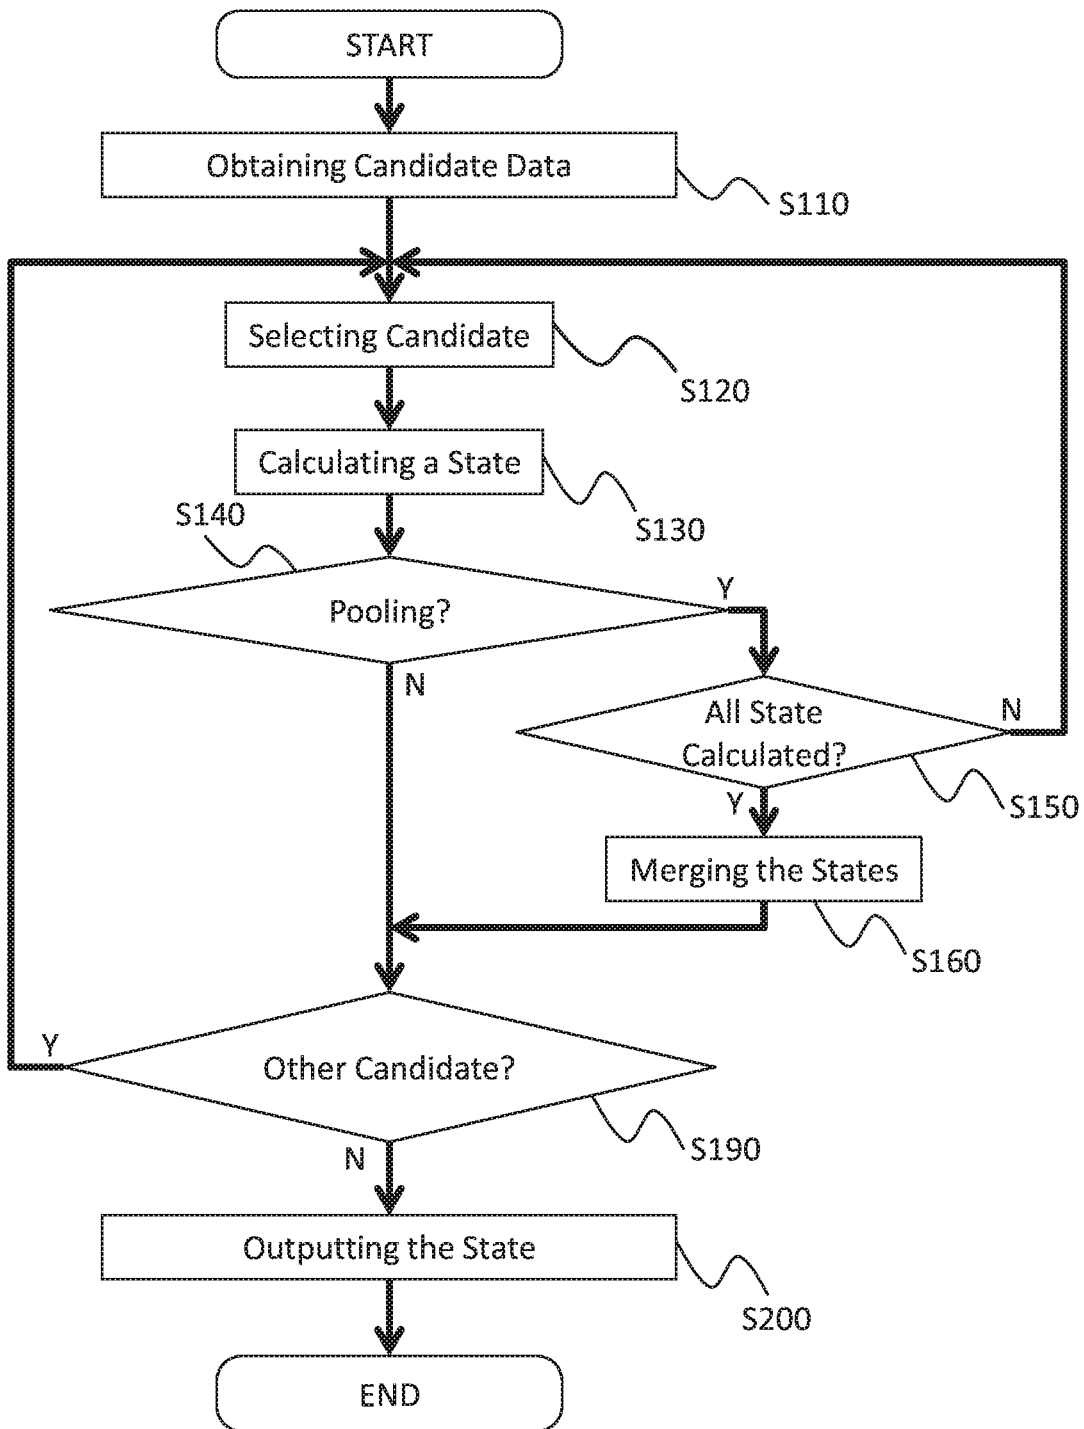 START
Obtaining Candidate Data
S110
Selecting Candidate
S120
Calculating a State
S130
S140
Pooling?
Y
N
All State
Calculated?
N
S150
Y
Merging the States
S160
Y
Other Candidate?
S190
N
Outputting the State
S200
END